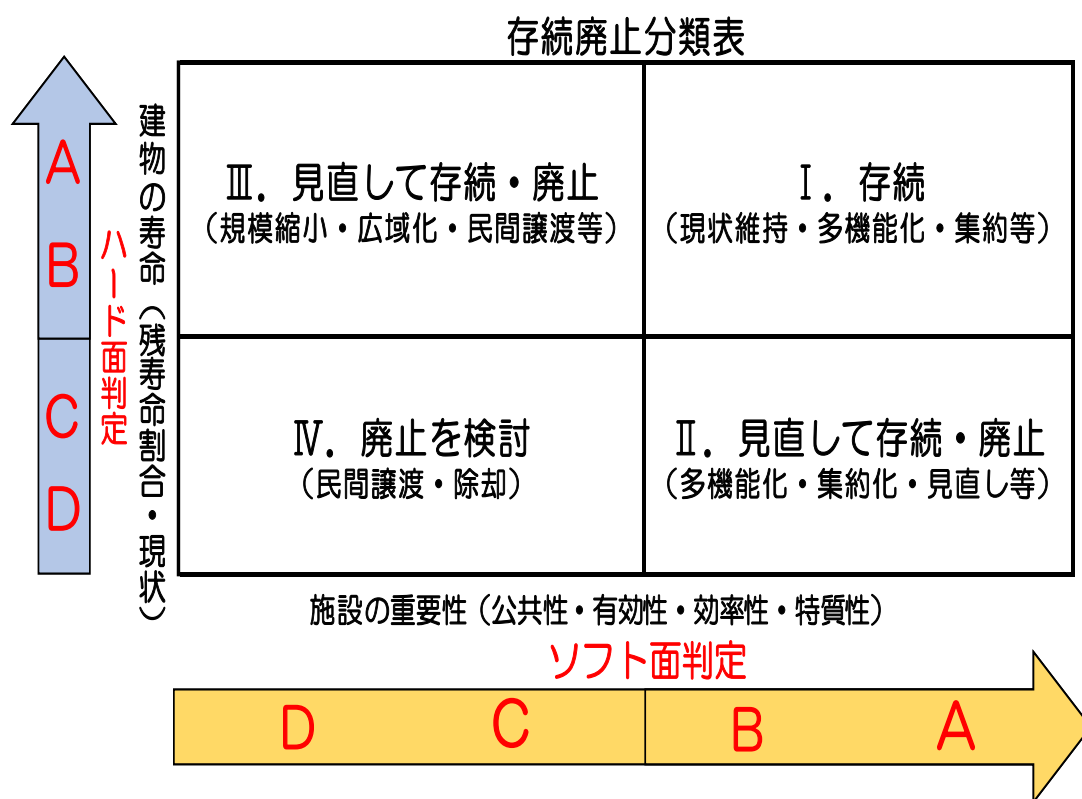 存続廃止分類表
Ⅲ．見直して存続・廃止
（規模縮小・広域化・民間譲渡等）
Ⅰ．存続
（現状維持・多機能化・集約等）
Ⅳ．廃止を検討
（民間譲渡・除却）
Ⅱ．見直して存続・廃止
（多機能化・集約化・見直し等）
A
B
C
D
ハード面判定
建物の寿命（残寿命割合・現状）
施設の重要性（公共性・有効性・効率性・特質性）
ソフト面判定
D C B A